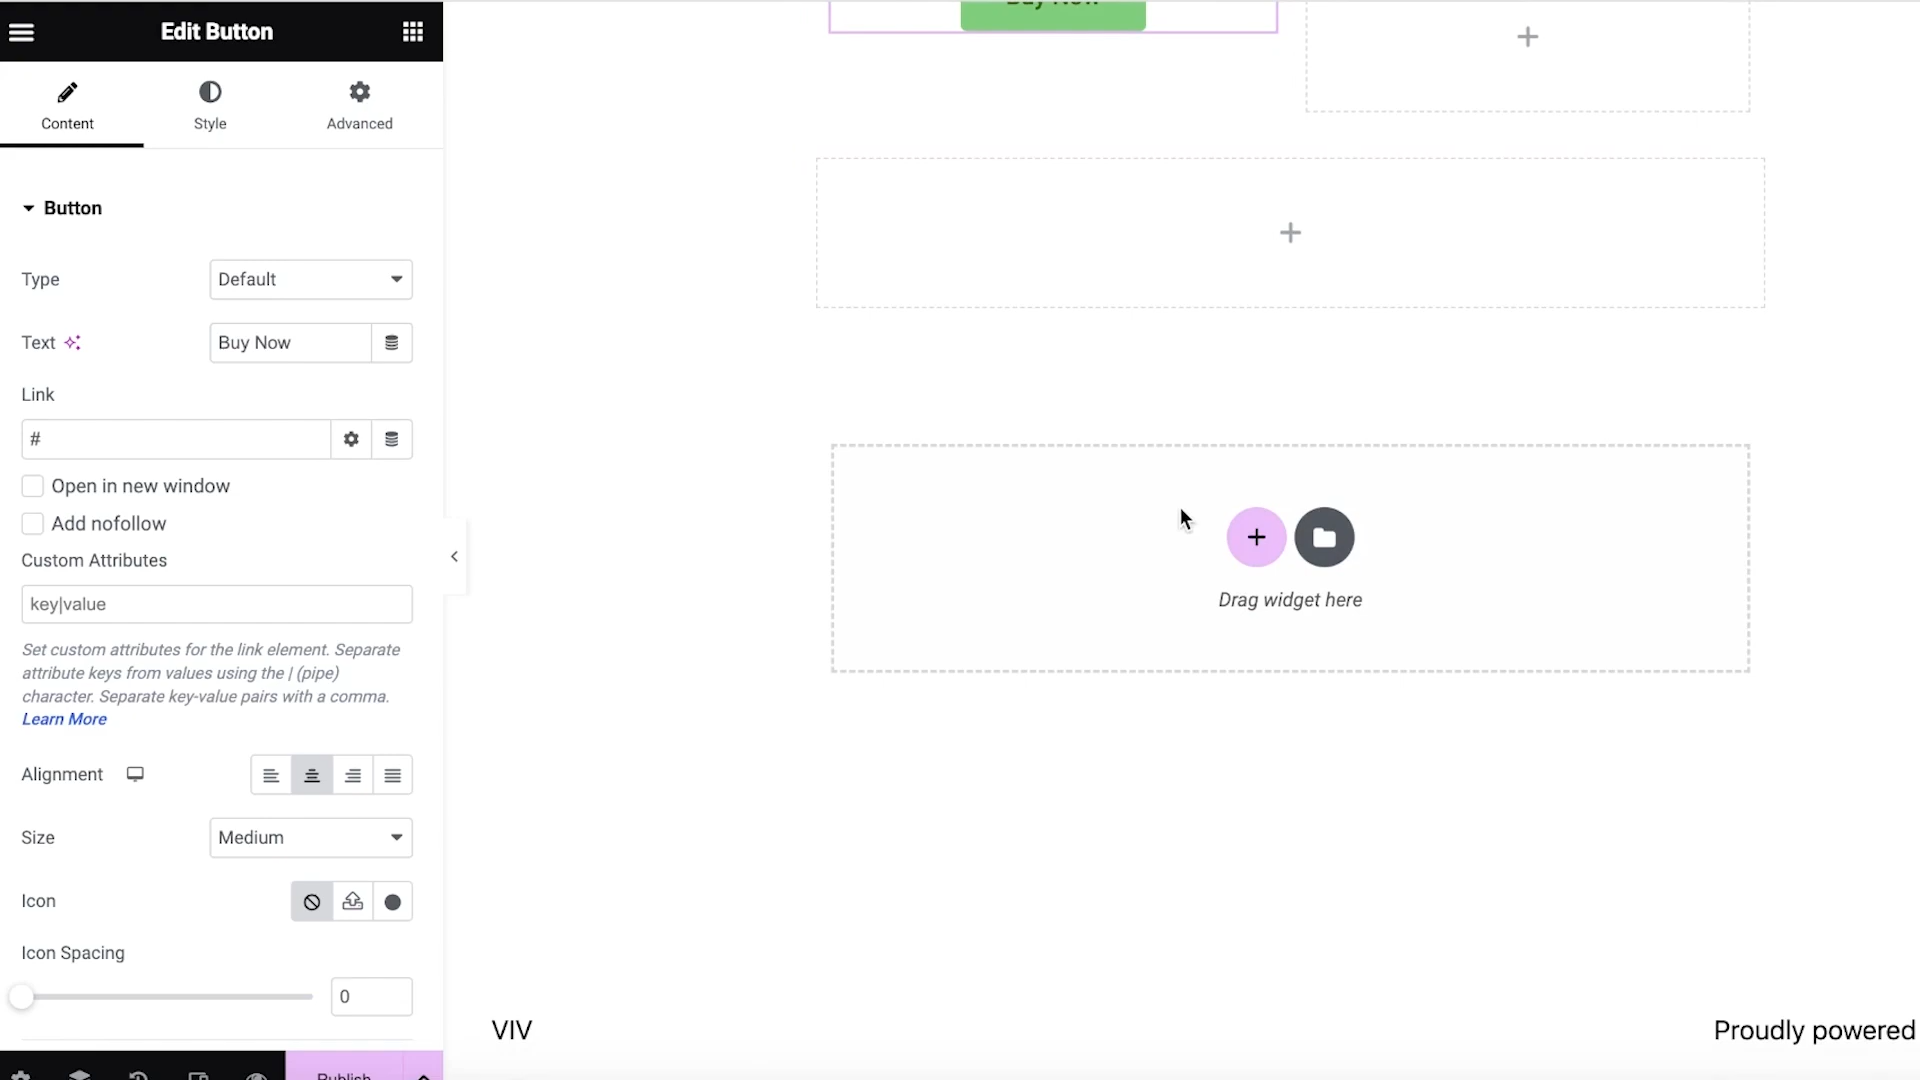 Edit Button
Buy Now
Content
Style
Advanced
Button
Type
Default
Text
Buy Now
Link
#
Open in new window
Add nofollow
Custom Attributes
key|value
Set custom attributes for the link element. Separate
attribute keys from values using the | (pipe)
character. Separate key-value pairs with a comma.
Learn More
Drag widget here
Alignment
Size
Medium
Icon
Icon Spacing
0
VIV
Proudly powered
Publish